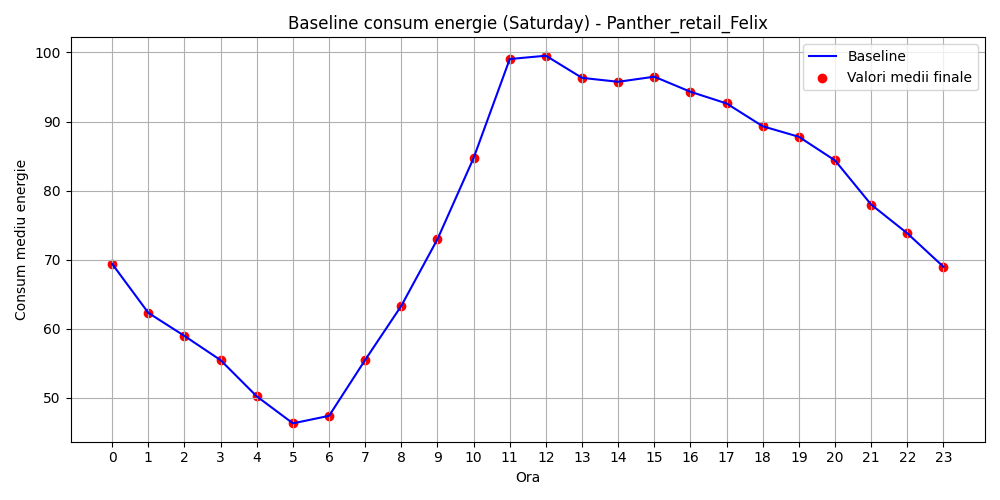 Baseline consum energie (Saturday) - Panther_retail_Felix
Baseline
Valori medii finale
Consum mediu energie
100
90
80
70
60
50
0 1 2 3 4 5 6 7 8 9 10 11 12 13 14 15 16 17 18 19 20 21 22 23
Ora